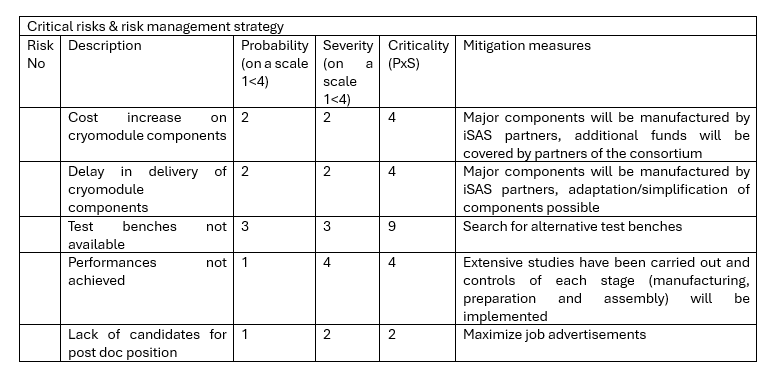 Critical risks & risk management strategy
Risk No | Description | Probability (on a scale 1<4) | Severity (on a scale 1<4) | Criticality (PxS) | Mitigation measures
Cost increase on cryomodule components | 2 | 2 | 4 | Major components will be manufactured by iSAS partners, additional funds will be covered by partners of the consortium
Delay in delivery of cryomodule components | 2 | 2 | 4 | Major components will be manufactured by iSAS partners, adaptation/simplification of components possible
Test benches not available | 3 | 3 | 9 | Search for alternative test benches
Performances not achieved | 1 | 4 | 4 | Extensive studies have been carried out and controls of each stage (manufacturing, preparation and assembly) will be implemented
Lack of candidates for post doc position | 1 | 2 | 2 | Maximize job advertisements